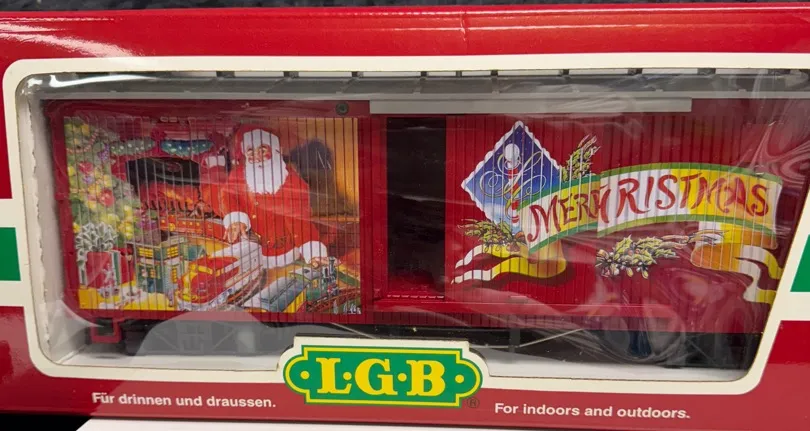 MERRY CHRISTMAS
L·G·B
®
Für drinnen und draussen.
For indoors and outdoors.